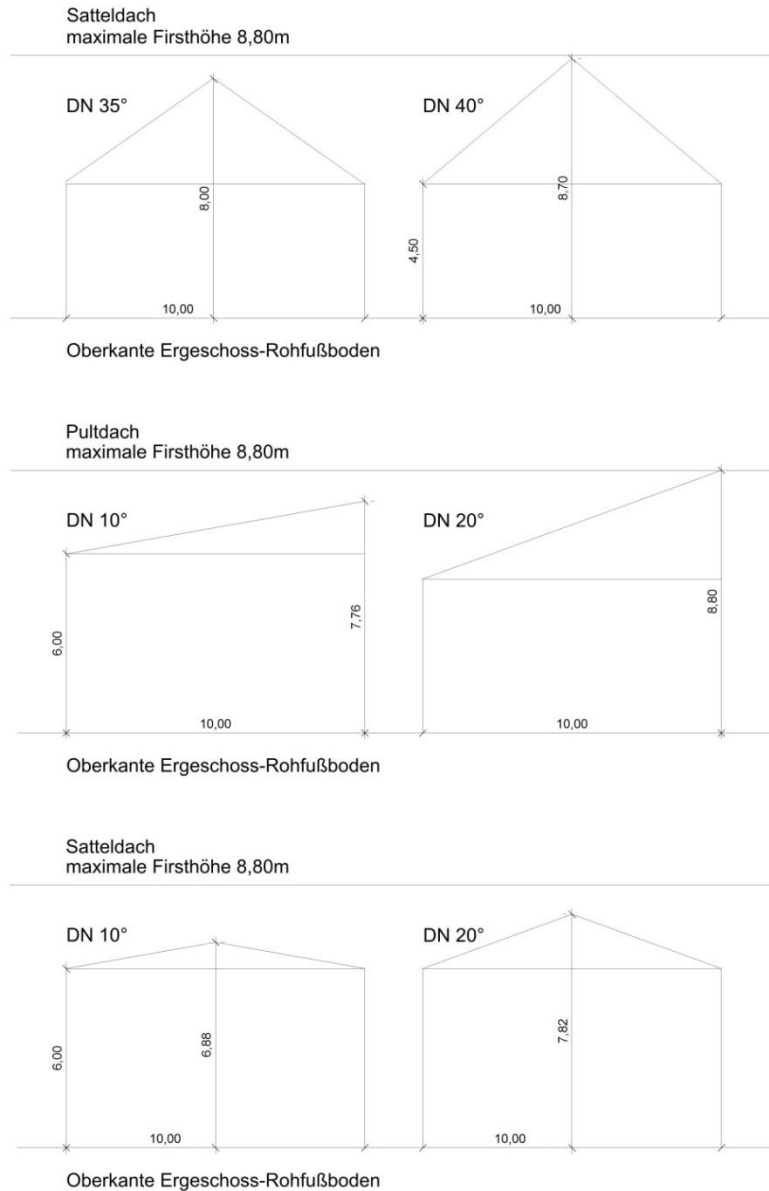 Satteldach
maximale Firsthöhe 8,80m
DN 35°
DN 40°
8,00
8,70
4,50
10,00
10,00
Oberkante Ergeschoss-Rohfußboden
Pultdach
maximale Firsthöhe 8,80m
DN 10°
DN 20°
6,00
7,76
8,80
10,00
10,00
Oberkante Ergeschoss-Rohfußboden
Satteldach
maximale Firsthöhe 8,80m
DN 10°
DN 20°
6,00
6,88
7,82
10,00
10,00
Oberkante Ergeschoss-Rohfußboden